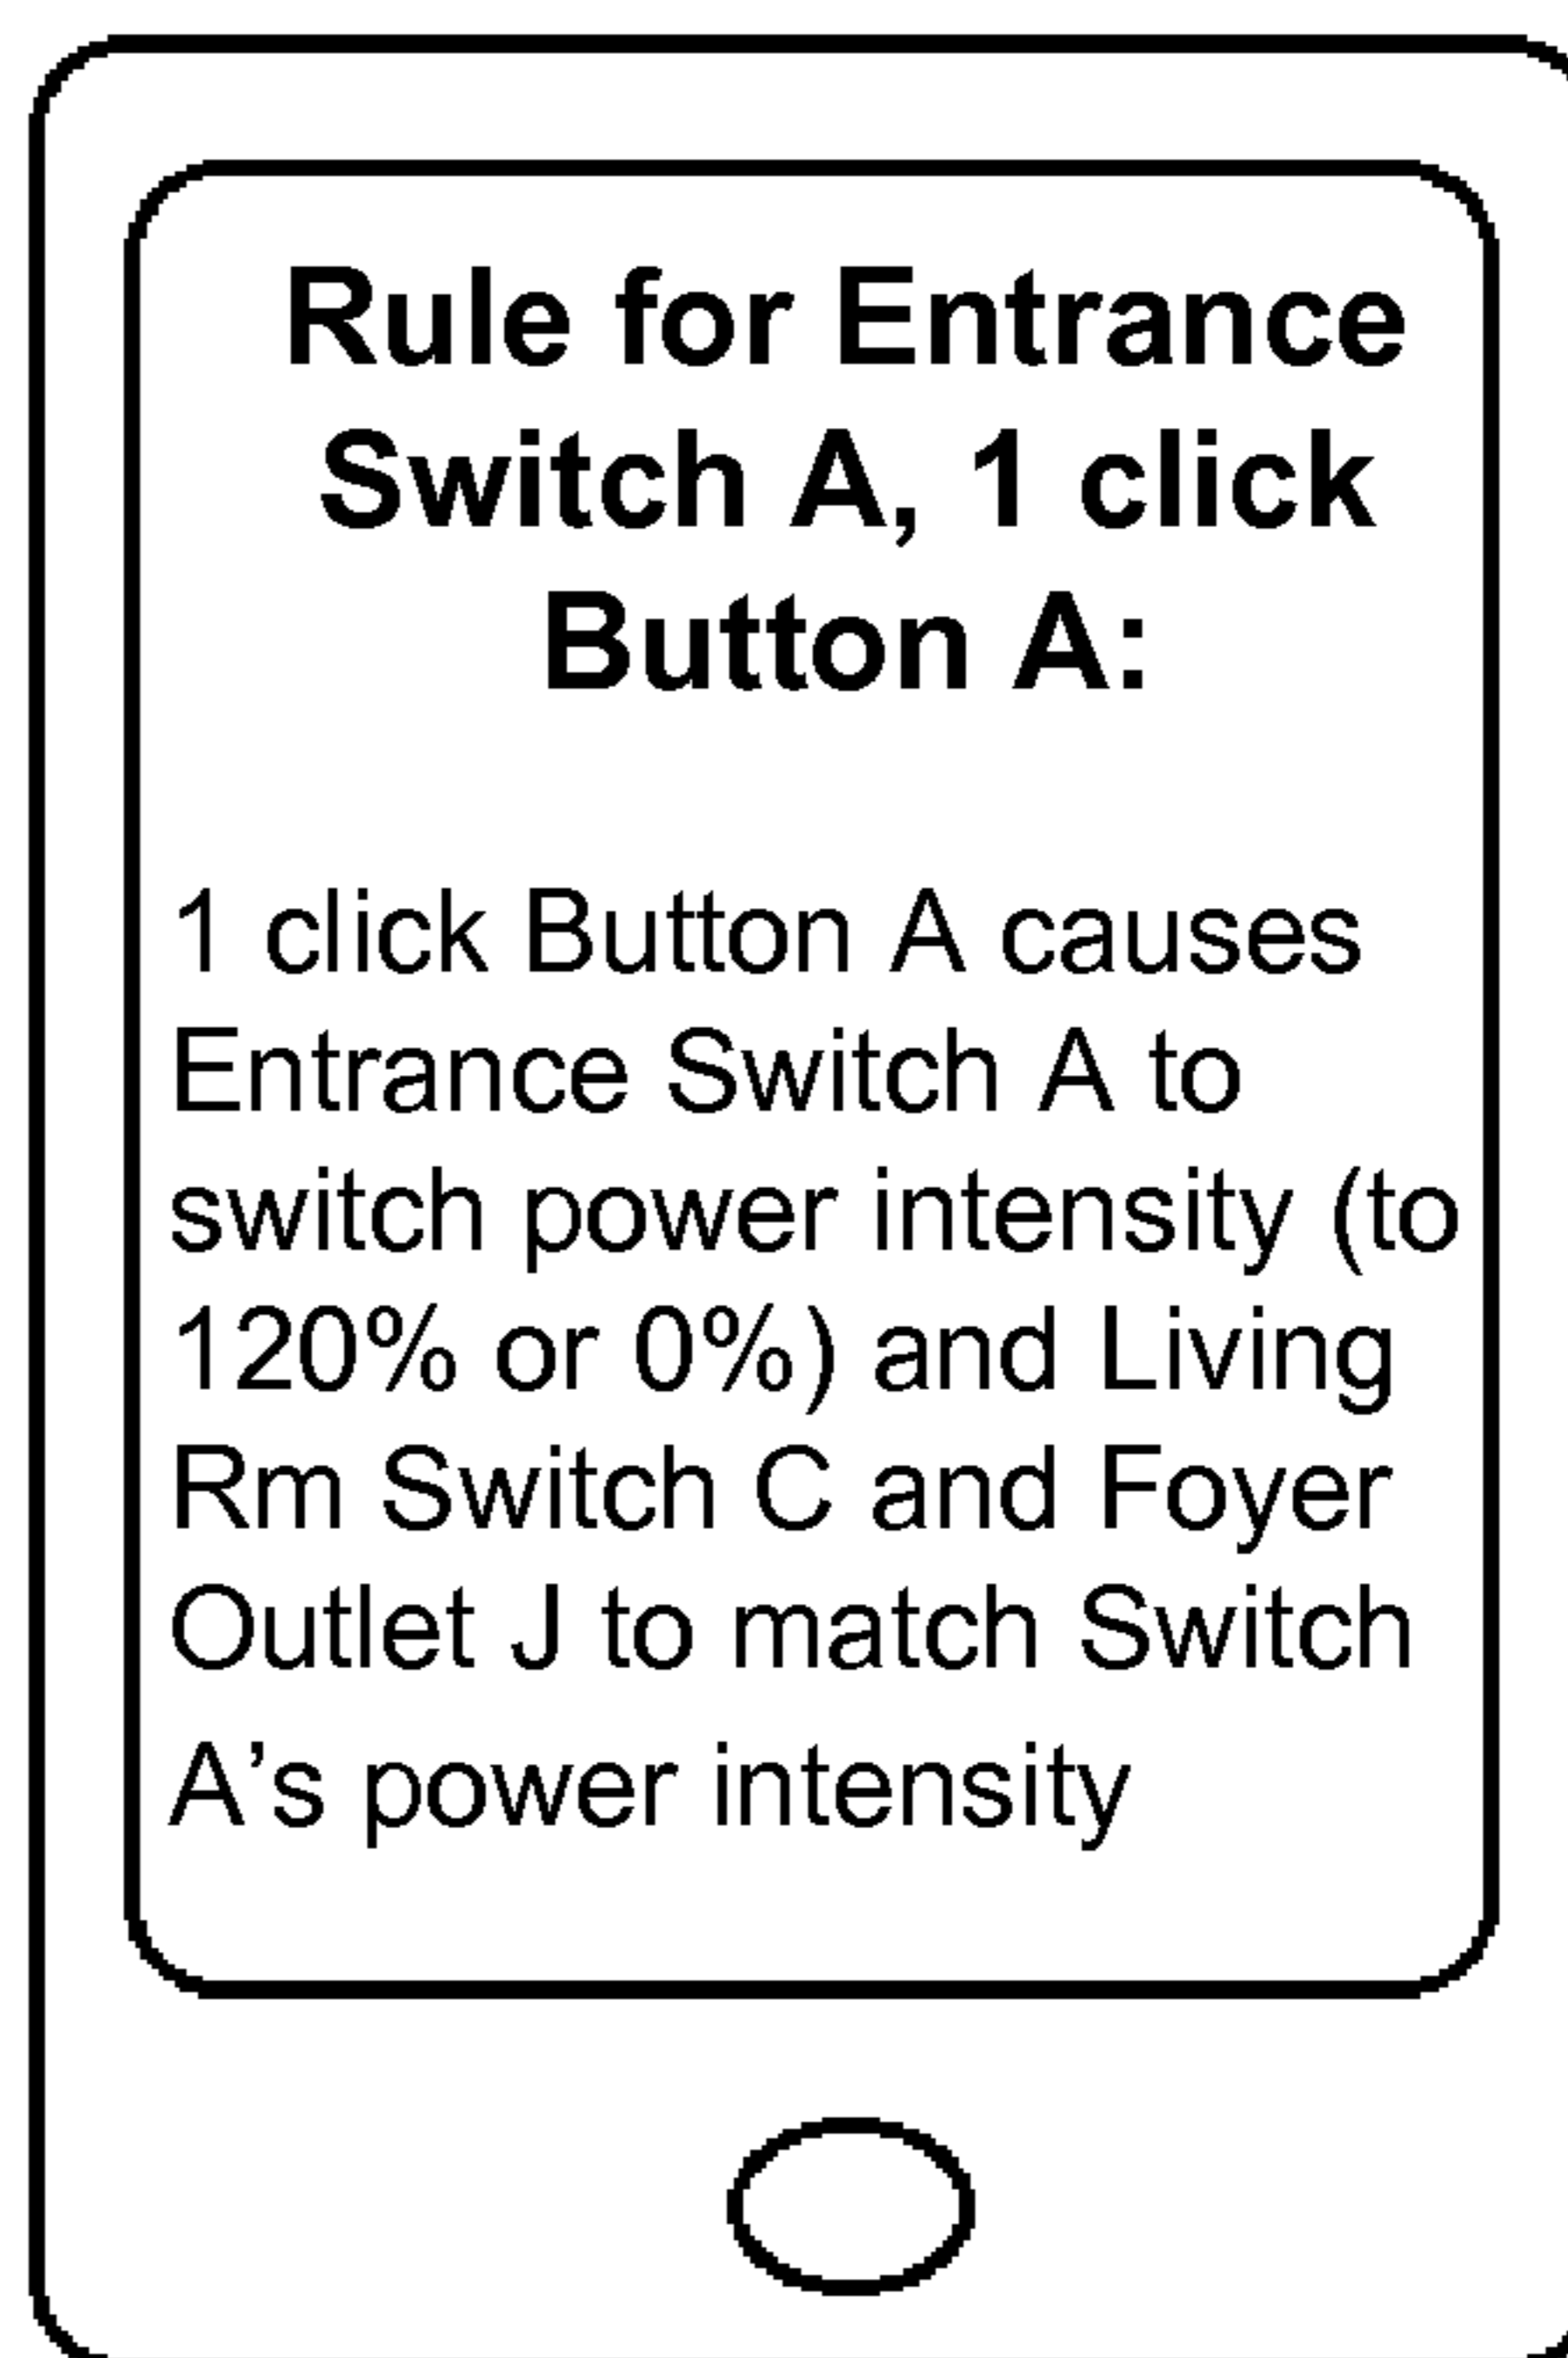 Rule for Entrance
Switch A, 1 click
Button A:
1 click Button A causes
Entrance Switch A to
switch power intensity (to
120% or 0%) and Living
Rm Switch C and Foyer
Outlet J to match Switch
A’s power intensity